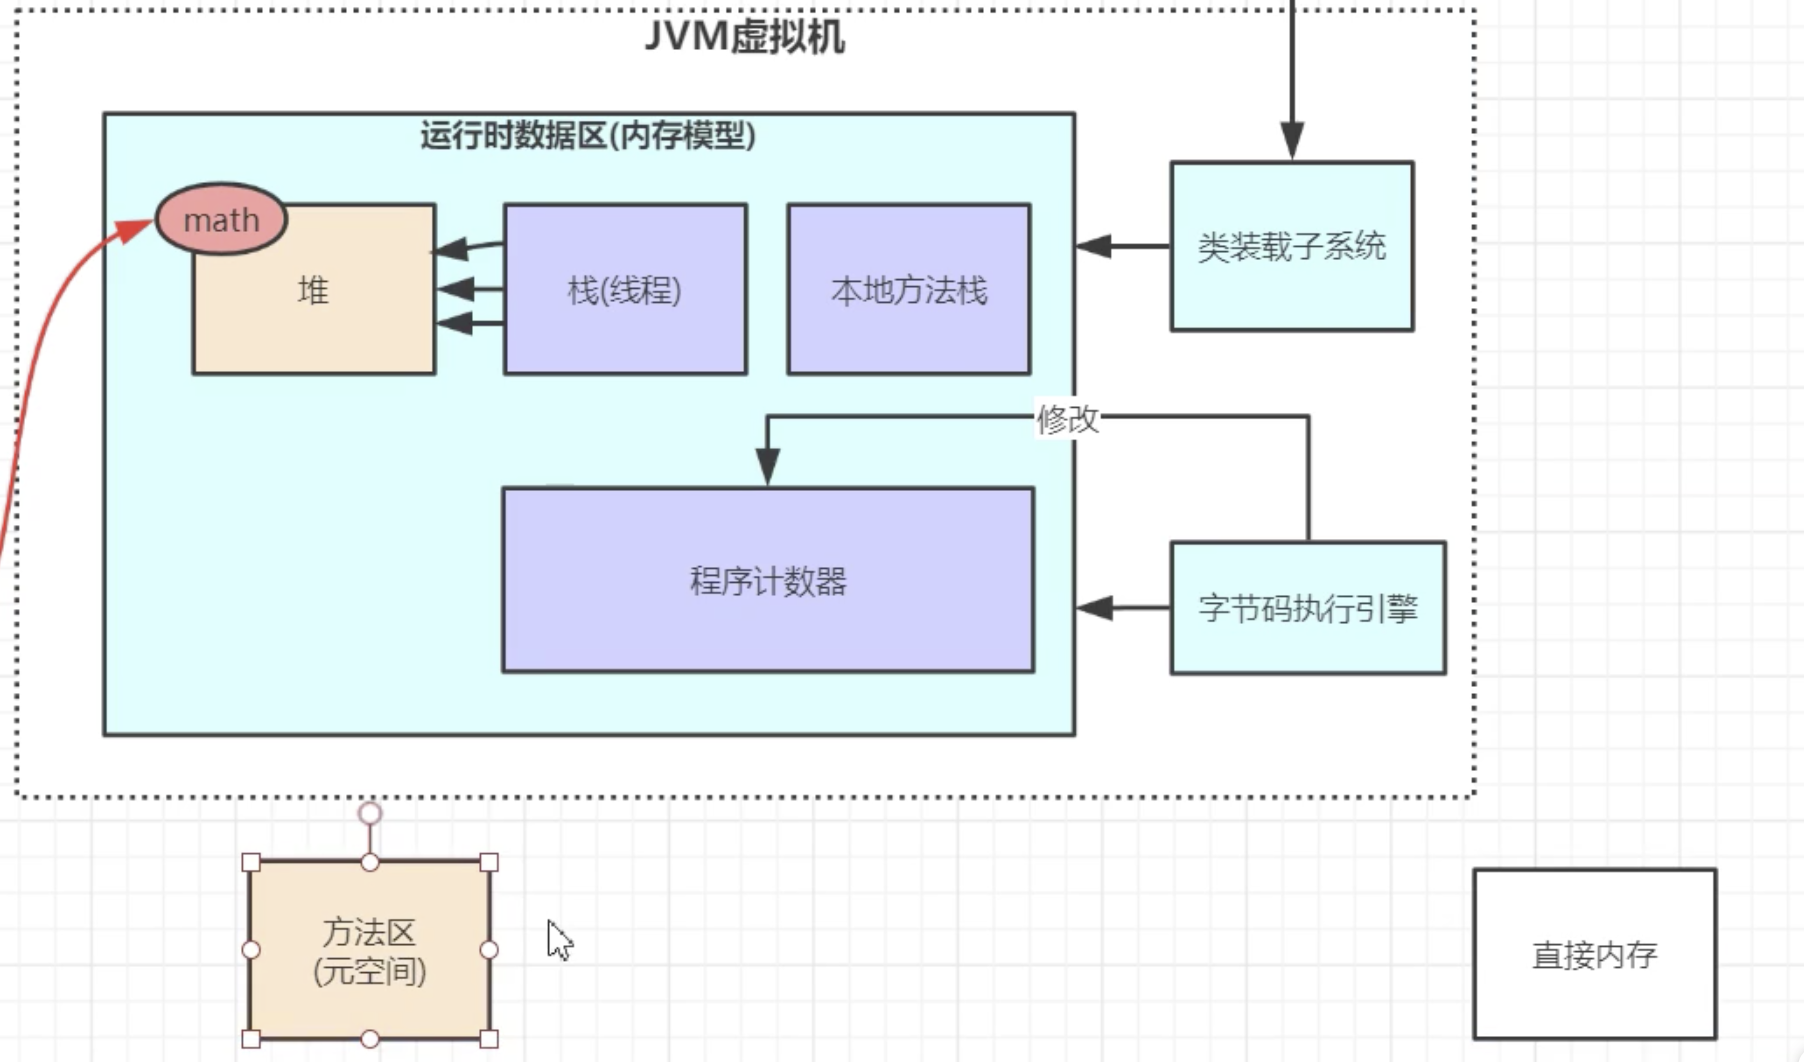 JVM虚拟机
运行时数据区(内存模型)
math
堆
栈(线程)
本地方法栈
类装载子系统
修改
程序计数器
字节码执行引擎
方法区
(元空间)
直接内存